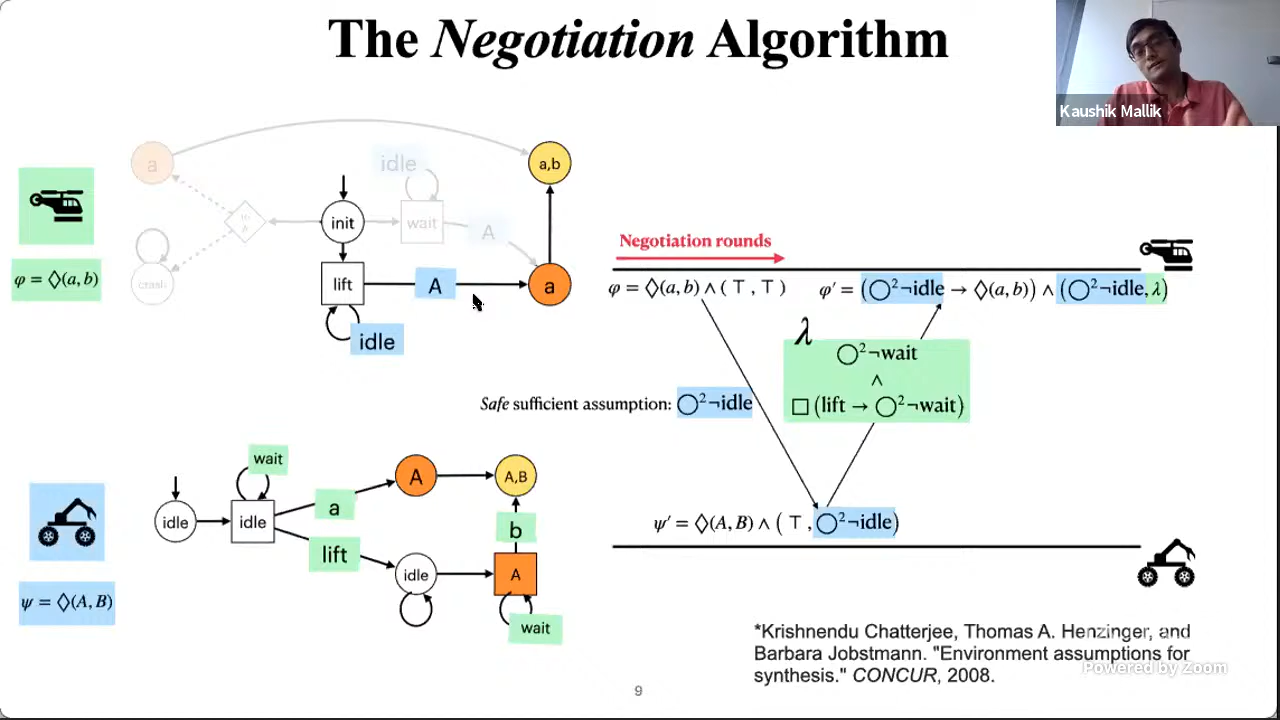 The Negotiation Algorithm
Kaushik Mallik
a
idle
a,b
init
wait
A
crash
φ = ◊(a, b)
lift
A
a
idle
Negotiation rounds
φ = ◊(a, b) ∧ ( ⊤ , ⊤ )
φ′ = (◯²¬idle → ◊(a, b)) ∧ (◯²¬idle, λ)
λ
◯²¬wait
∧
□ (lift → ◯²¬wait)
Safe sufficient assumption: ◯²¬idle
wait
a
A
A,B
idle
idle
b
lift
idle
A
wait
ψ = ◊(A, B)
ψ′ = ◊(A, B) ∧ ( ⊤ , ◯²¬idle)
*Krishnendu Chatterjee, Thomas A. Henzinger, and
Barbara Jobstmann. "Environment assumptions for
synthesis." CONCUR, 2008.
Powered by Zoom
9